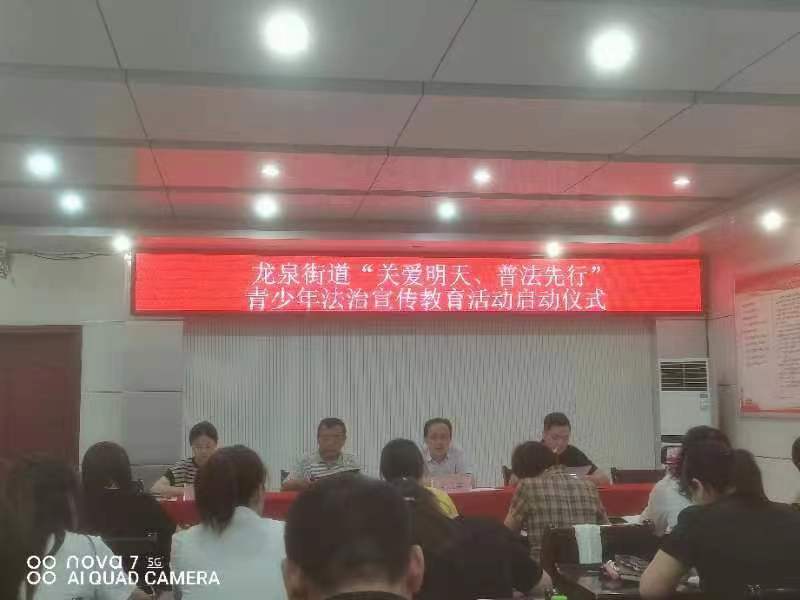 龙泉街道“关爱明天、普法先行”
青少年法治宣传教育活动启动仪式
nova 7 5G
AI QUAD CAMERA